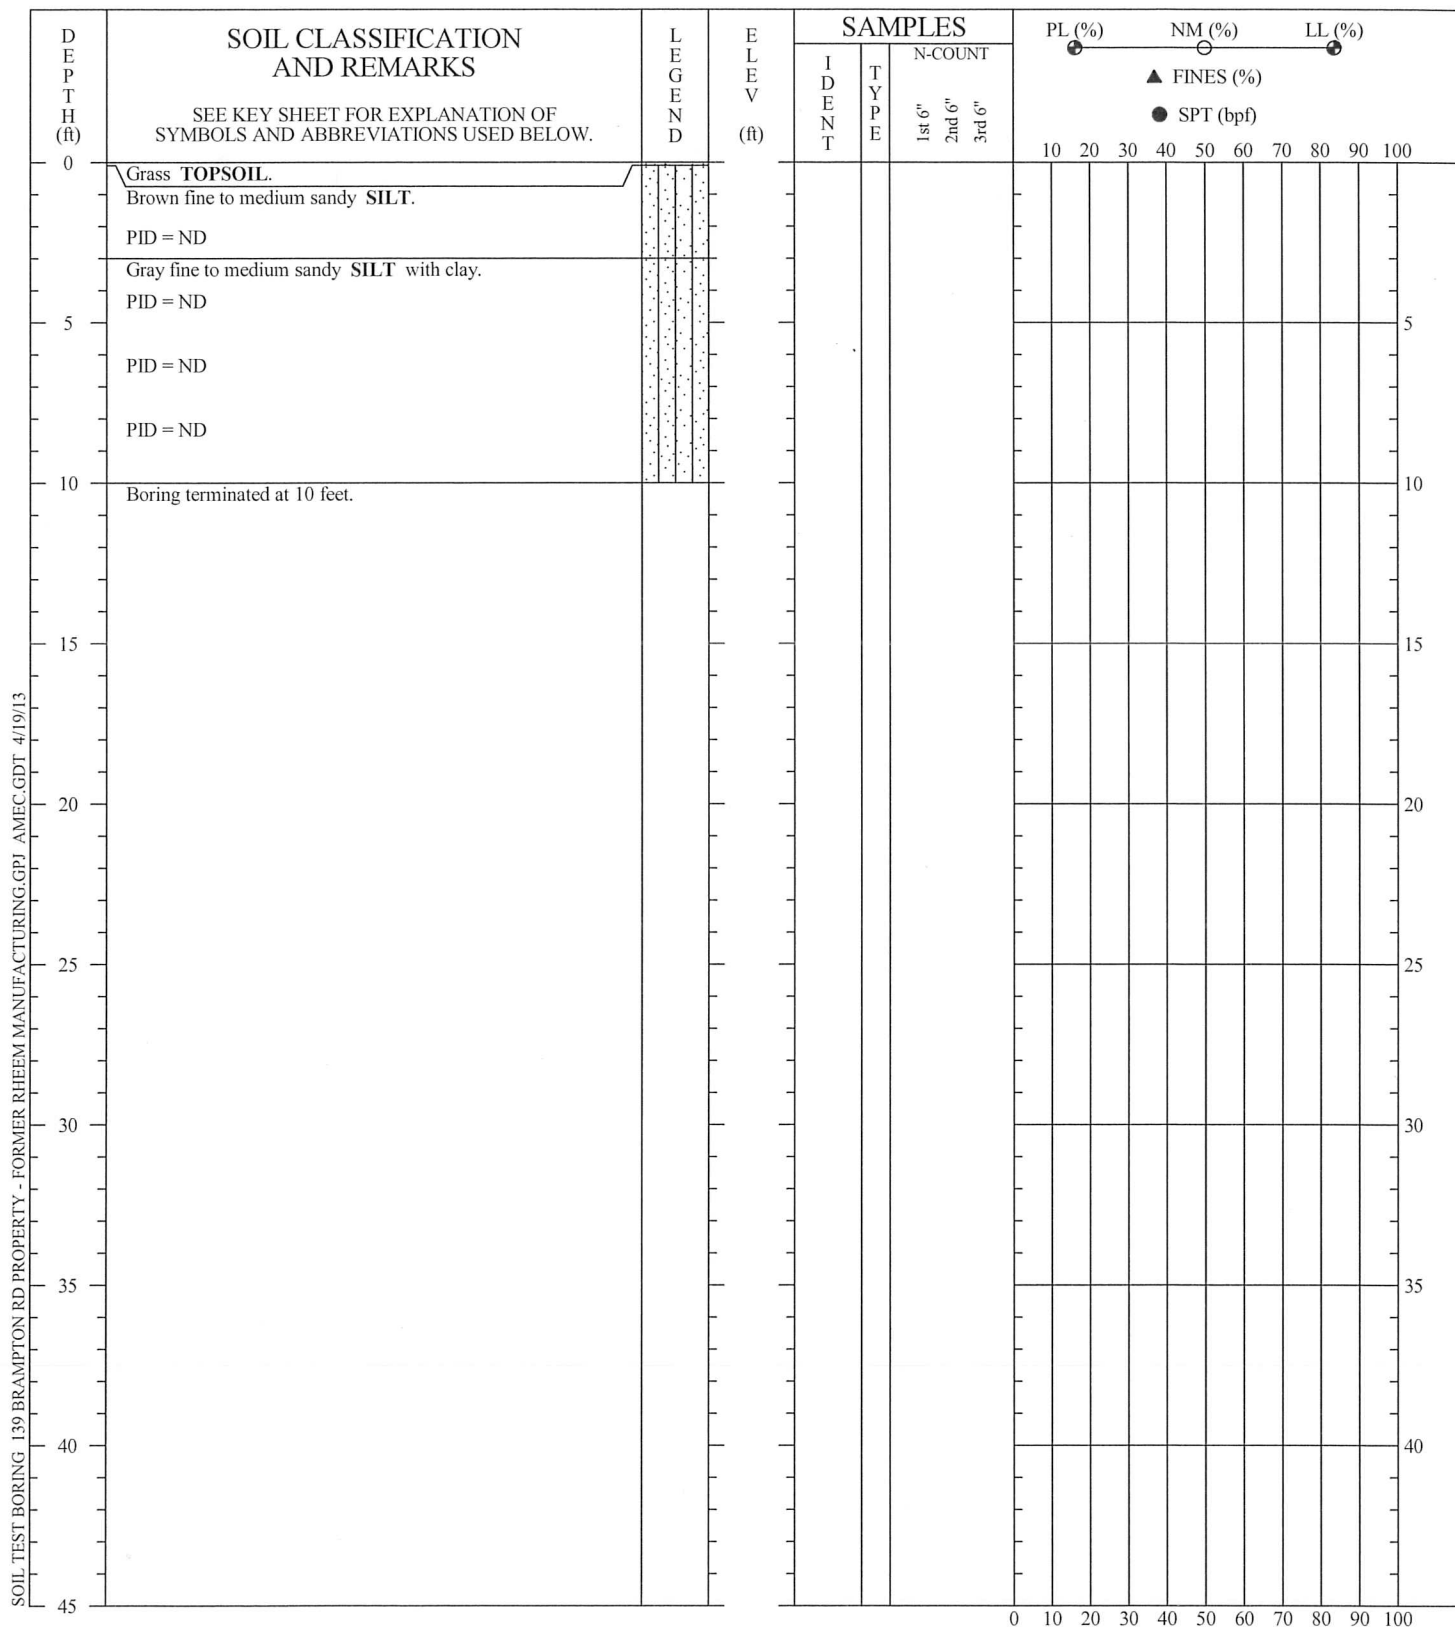 DEPTH
(ft)
SOIL CLASSIFICATION
AND REMARKS
SEE KEY SHEET FOR EXPLANATION OF
SYMBOLS AND ABBREVIATIONS USED BELOW.
LEGEND
ELEV
(ft)
SAMPLES
IDENT
TYPE
N-COUNT
1st 6"
2nd 6"
3rd 6"
PL (%) NM (%) LL (%)
▲ FINES (%)
● SPT (bpf)
10 20 30 40 50 60 70 80 90 100
0
Grass TOPSOIL.
Brown fine to medium sandy SILT.
PID = ND
Gray fine to medium sandy SILT with clay.
PID = ND
5 5
PID = ND
PID = ND
10 10
Boring terminated at 10 feet.
15 15
20 20
25 25
30 30
35 35
40 40
45
0 10 20 30 40 50 60 70 80 90 100
SOIL TEST BORING 139 BRAMPTON RD PROPERTY - FORMER RHEEM MANUFACTURING.GPJ AMEC.GDT 4/19/13